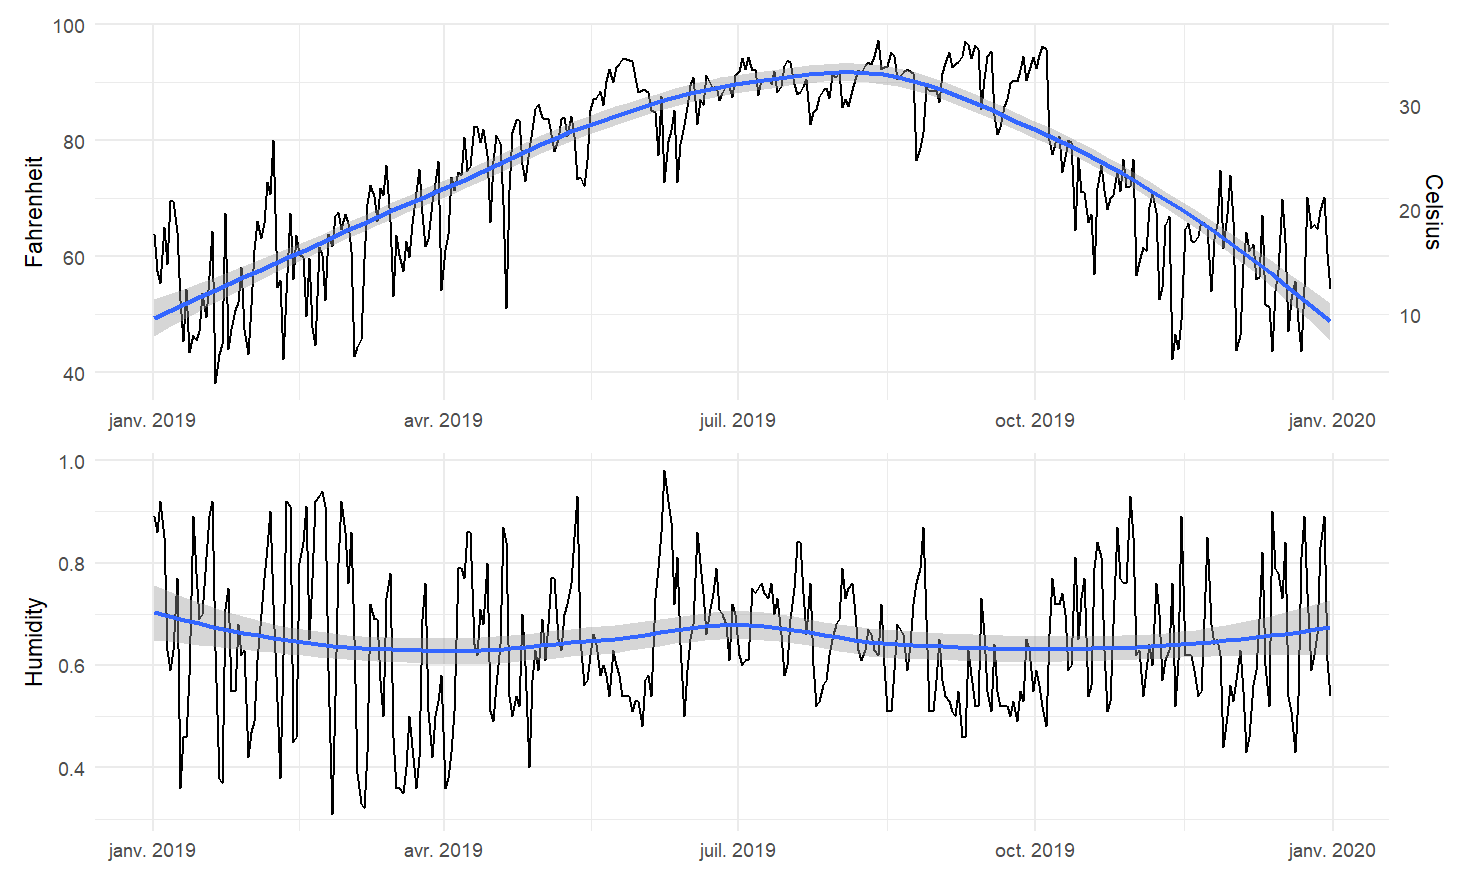 100
80
60
40
Fahrenheit
30
20
10
Celsius
janv. 2019
avr. 2019
juil. 2019
oct. 2019
janv. 2020
1.0
0.8
0.6
0.4
Humidity
janv. 2019
avr. 2019
juil. 2019
oct. 2019
janv. 2020